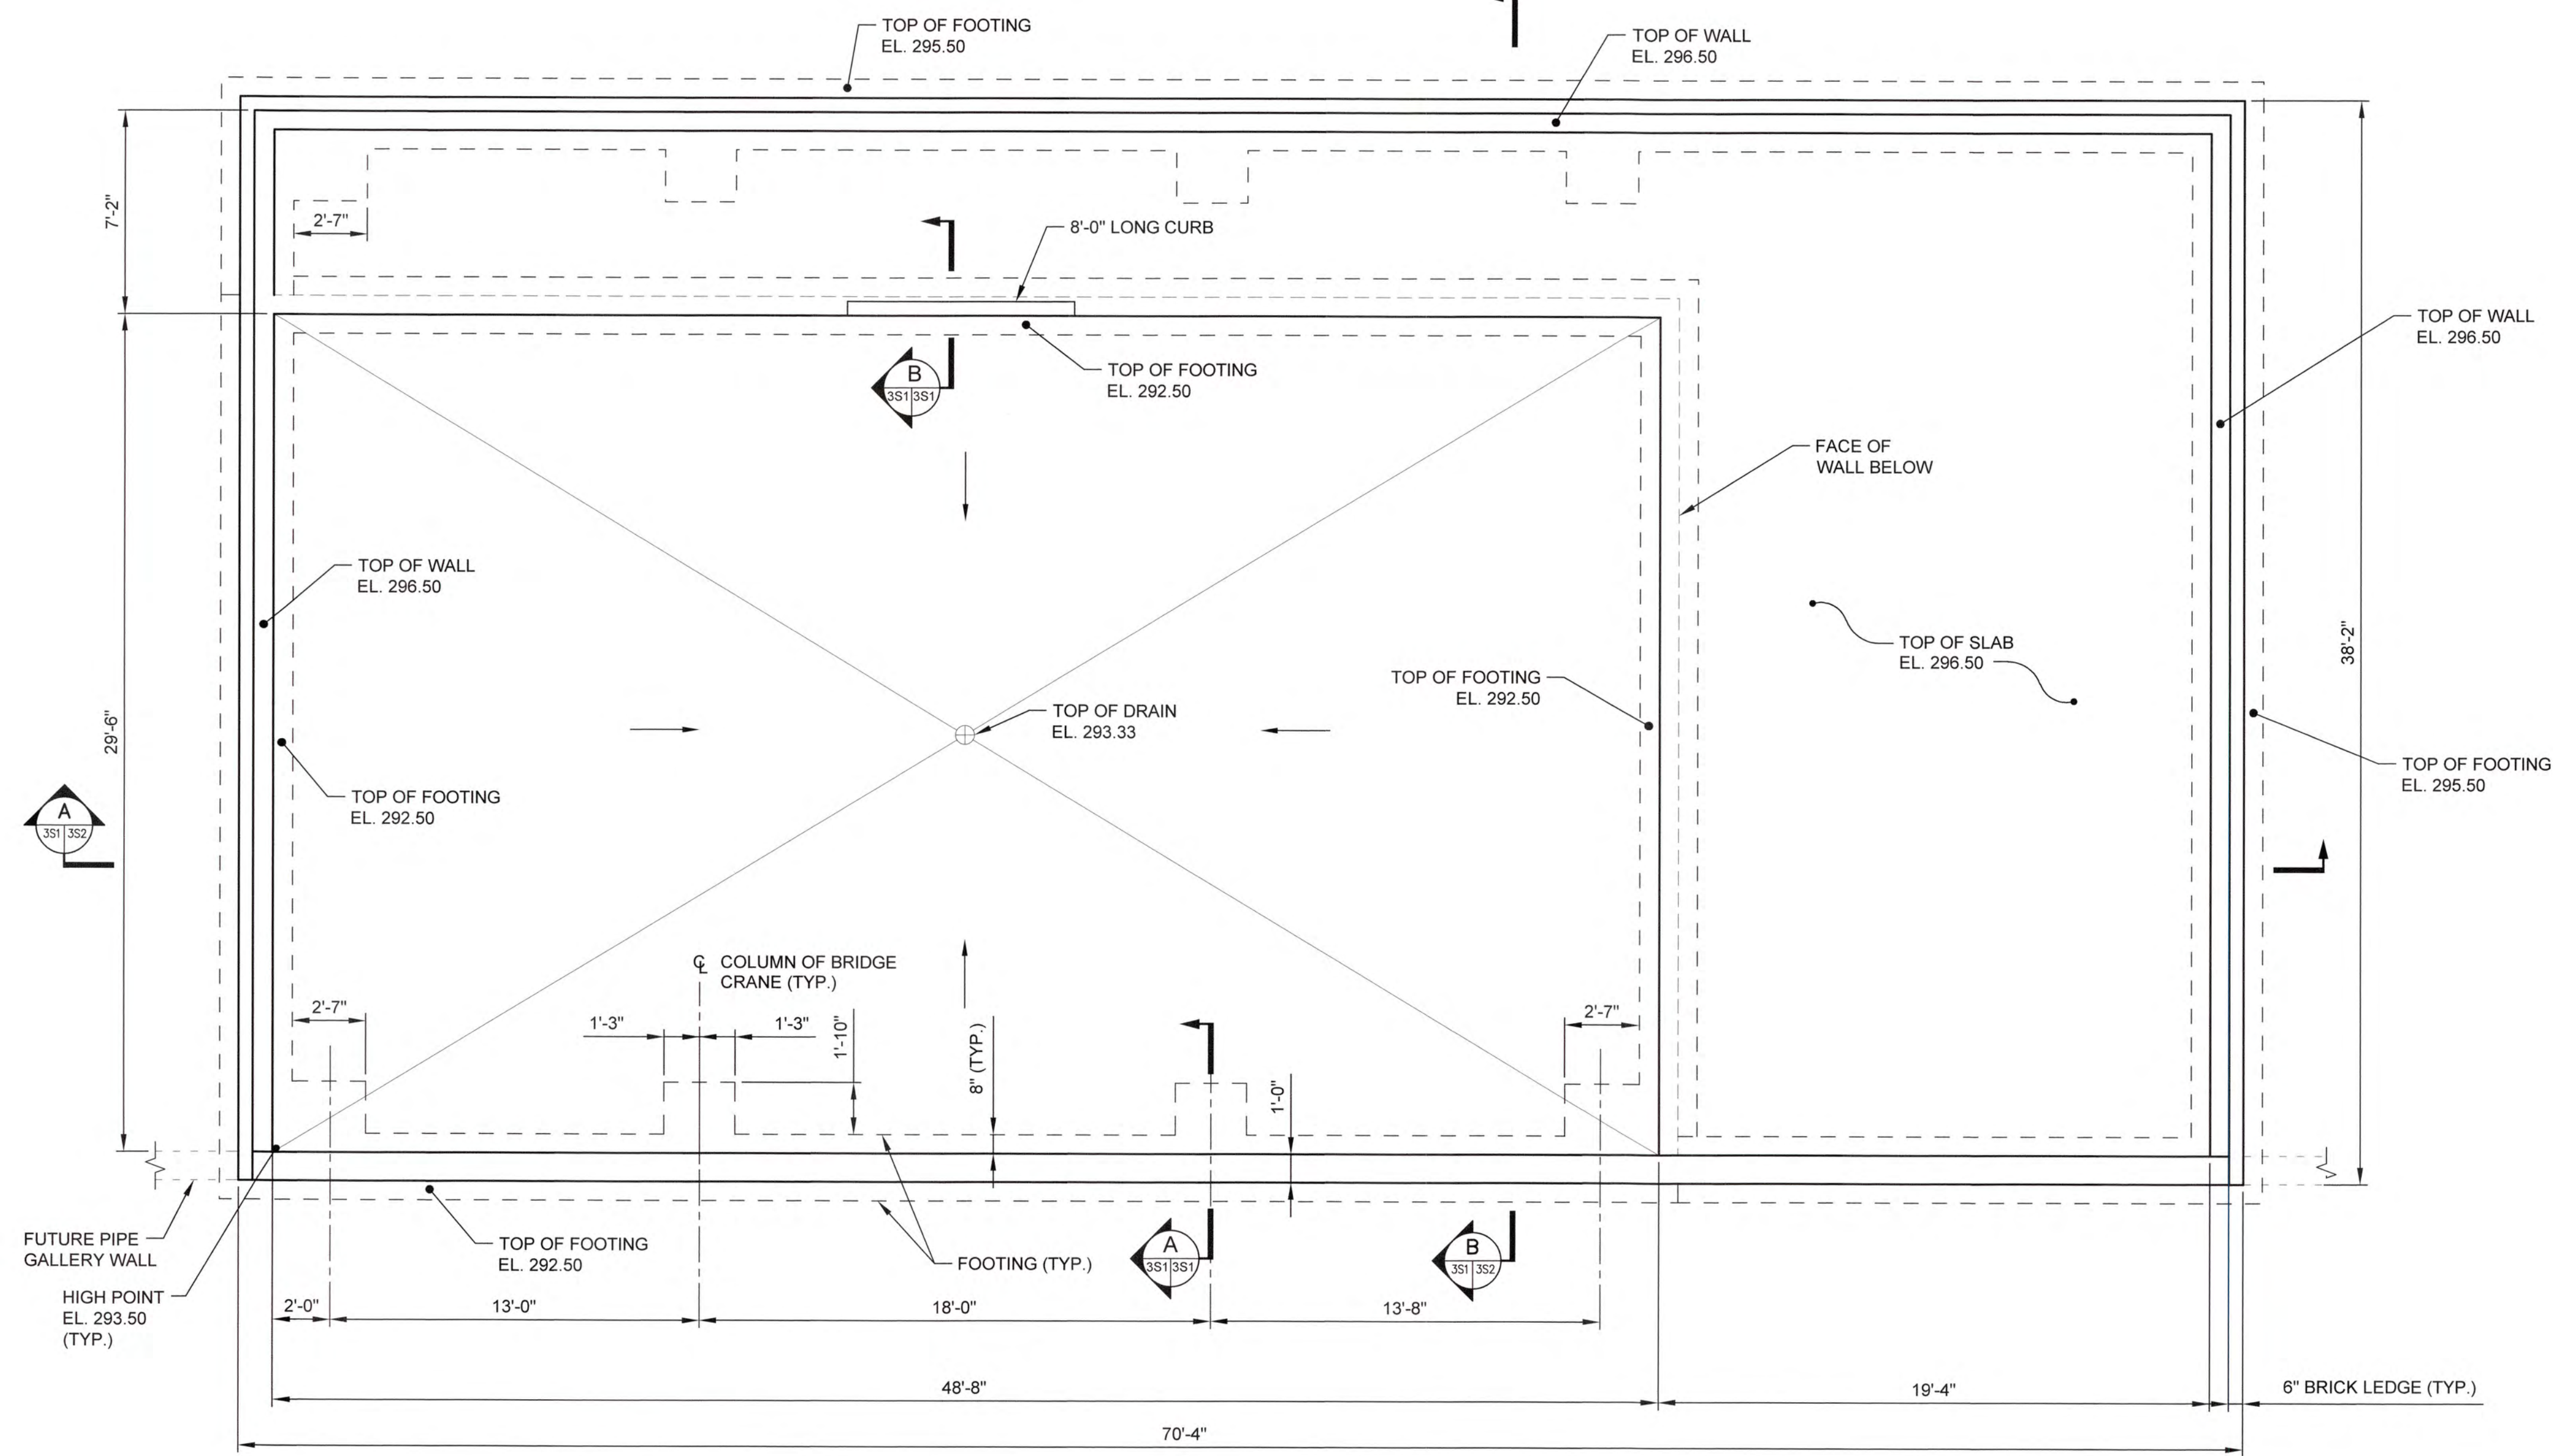 TOP OF FOOTING
EL. 295.50
TOP OF WALL
EL. 296.50
7'-2"
2'-7"
8'-0" LONG CURB
TOP OF WALL
EL. 296.50
B
3S1 3S1
TOP OF FOOTING
EL. 292.50
FACE OF
WALL BELOW
TOP OF WALL
EL. 296.50
29'-6"
38'-2"
TOP OF SLAB
EL. 296.50
TOP OF FOOTING
EL. 292.50
TOP OF DRAIN
EL. 293.33
TOP OF FOOTING
EL. 295.50
TOP OF FOOTING
EL. 292.50
A
3S1 3S2
℄ COLUMN OF BRIDGE
CRANE (TYP.)
2'-7"
1'-3"
1'-3"
1'-10"
8" (TYP.)
2'-7"
1'-0"
FUTURE PIPE
GALLERY WALL
TOP OF FOOTING
EL. 292.50
FOOTING (TYP.)
A
3S1 3S1
B
3S1 3S2
HIGH POINT
EL. 293.50
(TYP.)
2'-0"
13'-0"
18'-0"
13'-8"
48'-8"
19'-4"
6" BRICK LEDGE (TYP.)
70'-4"